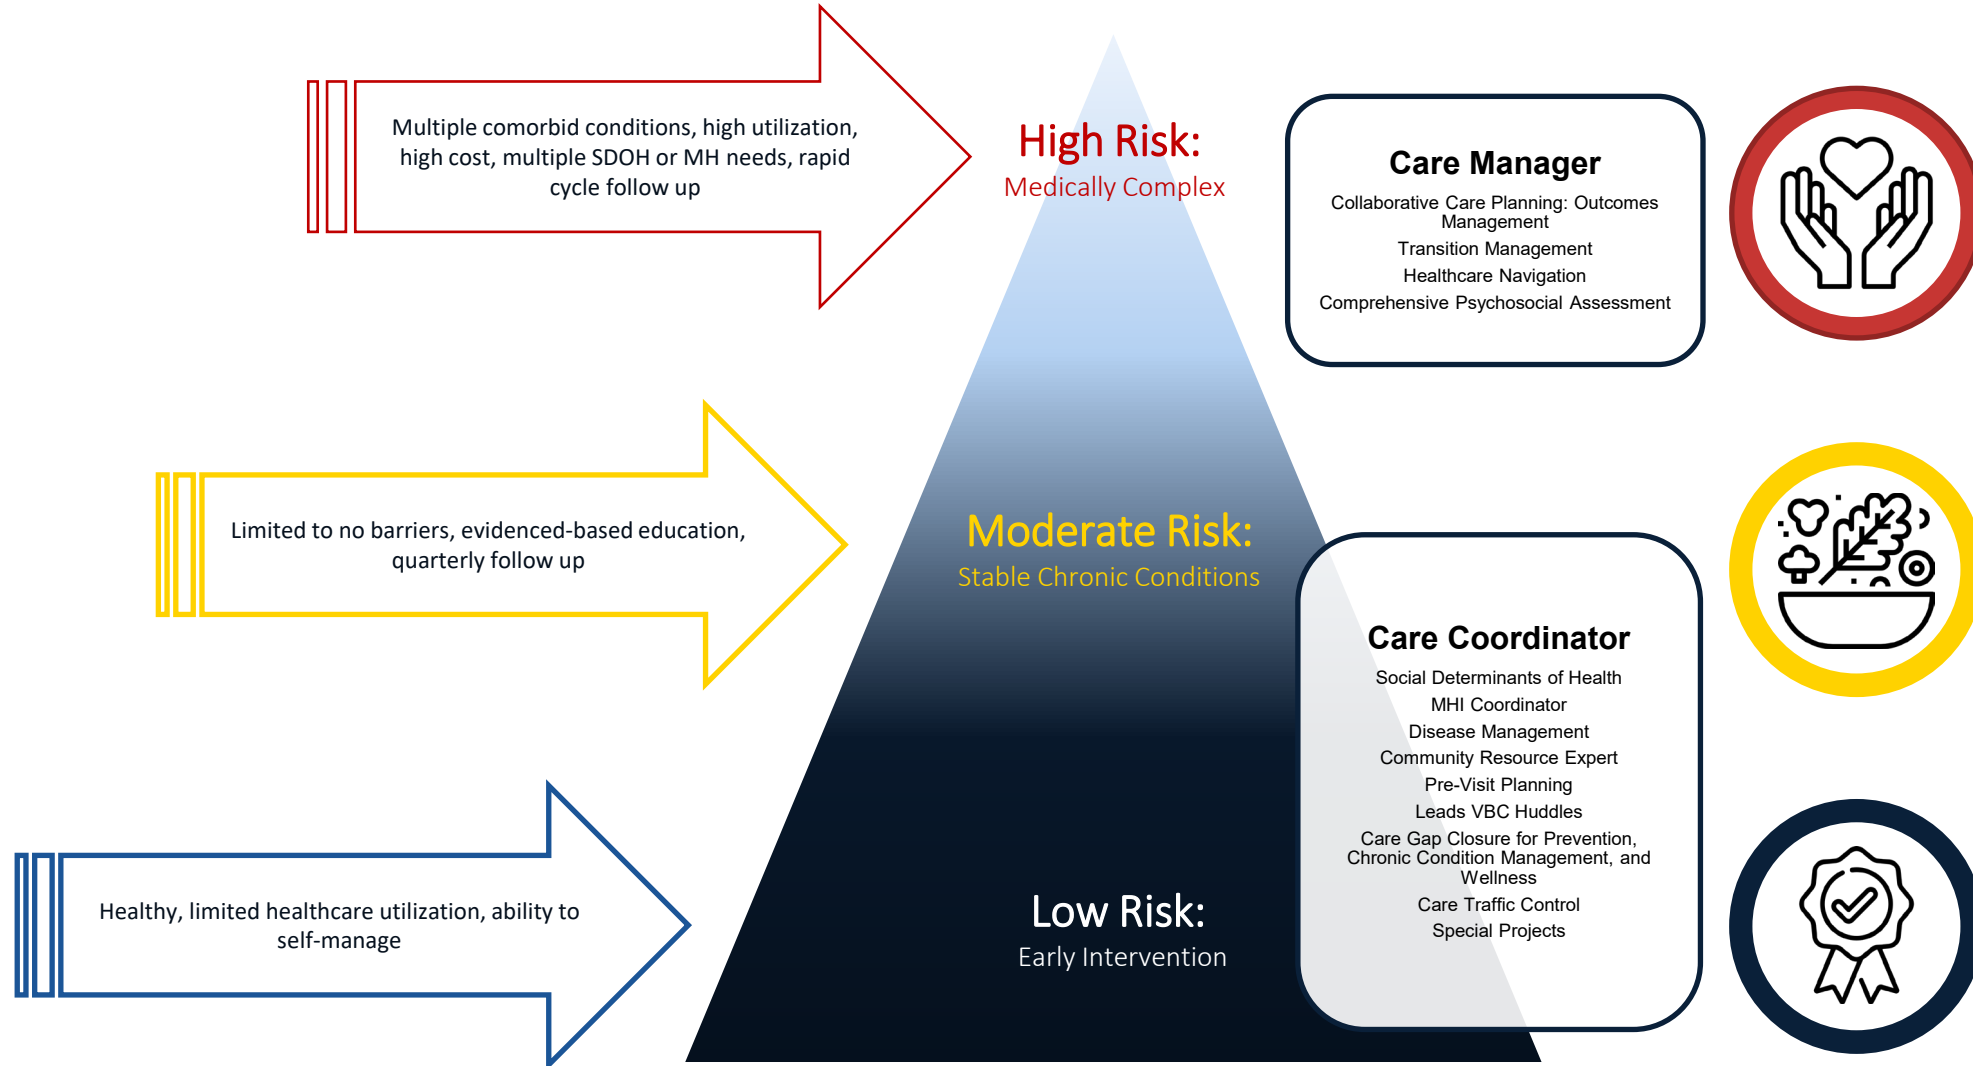 Multiple comorbid conditions, high utilization,
high cost, multiple SDOH or MH needs, rapid
cycle follow up
High Risk:
Medically Complex
Care Manager
Collaborative Care Planning: Outcomes
Management
Transition Management
Healthcare Navigation
Comprehensive Psychosocial Assessment
Limited to no barriers, evidenced-based education,
quarterly follow up
Moderate Risk:
Stable Chronic Conditions
Care Coordinator
Social Determinants of Health
MHI Coordinator
Disease Management
Community Resource Expert
Pre-Visit Planning
Leads VBC Huddles
Care Gap Closure for Prevention,
Chronic Condition Management, and
Wellness
Care Traffic Control
Special Projects
Healthy, limited healthcare utilization, ability to
self-manage
Low Risk:
Early Intervention